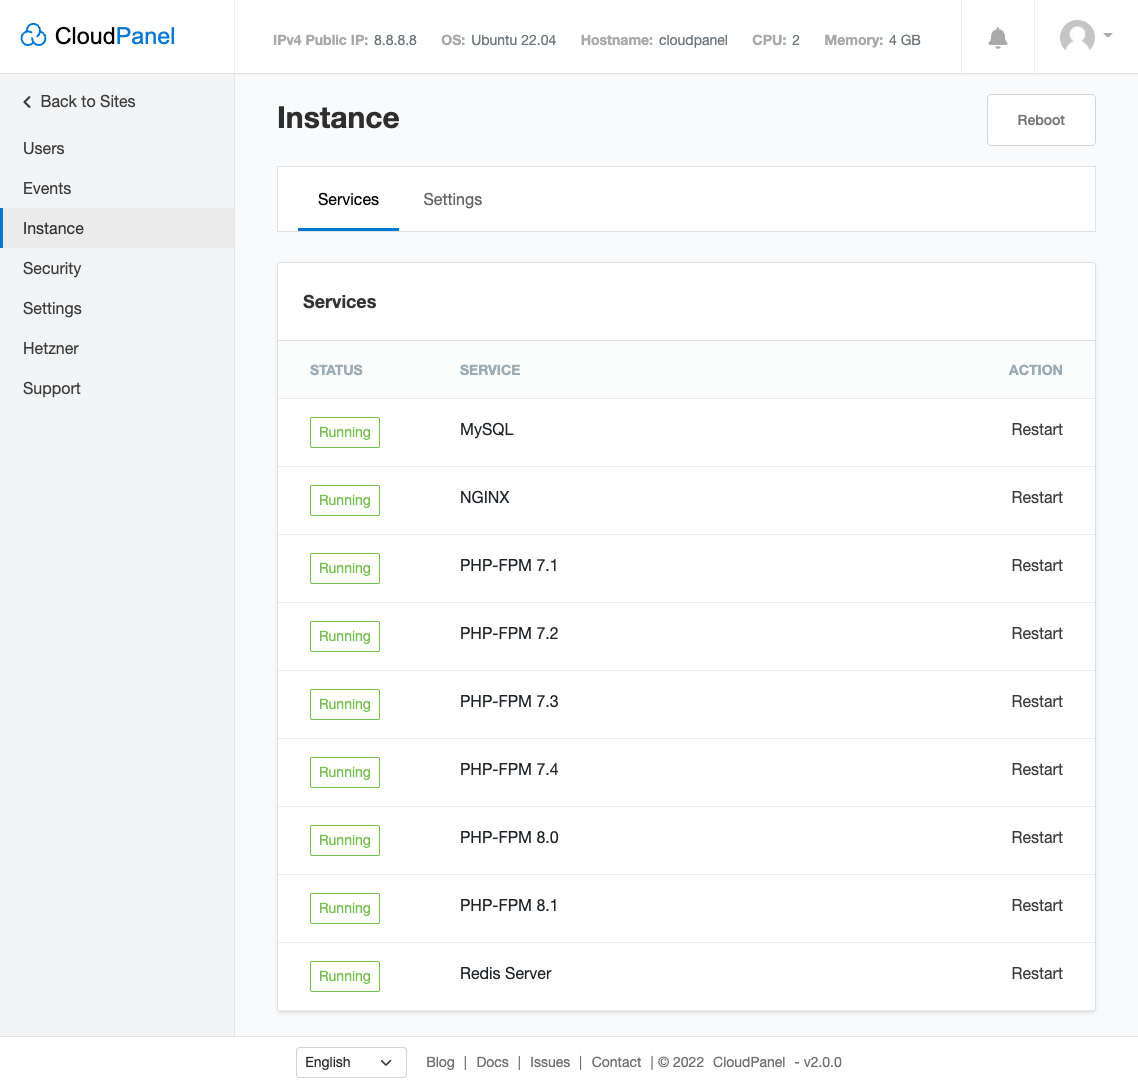 CloudPanel
IPv4 Public IP: 8.8.8.8 OS: Ubuntu 22.04 Hostname: cloudpanel CPU: 2 Memory: 4 GB
Back to Sites
Users
Events
Instance
Security
Settings
Hetzner
Support
Instance
Reboot
Services Settings
Services
STATUS SERVICE ACTION
Running MySQL Restart
Running NGINX Restart
Running PHP-FPM 7.1 Restart
Running PHP-FPM 7.2 Restart
Running PHP-FPM 7.3 Restart
Running PHP-FPM 7.4 Restart
Running PHP-FPM 8.0 Restart
Running PHP-FPM 8.1 Restart
Running Redis Server Restart
English Blog | Docs | Issues | Contact | © 2022 CloudPanel - v2.0.0